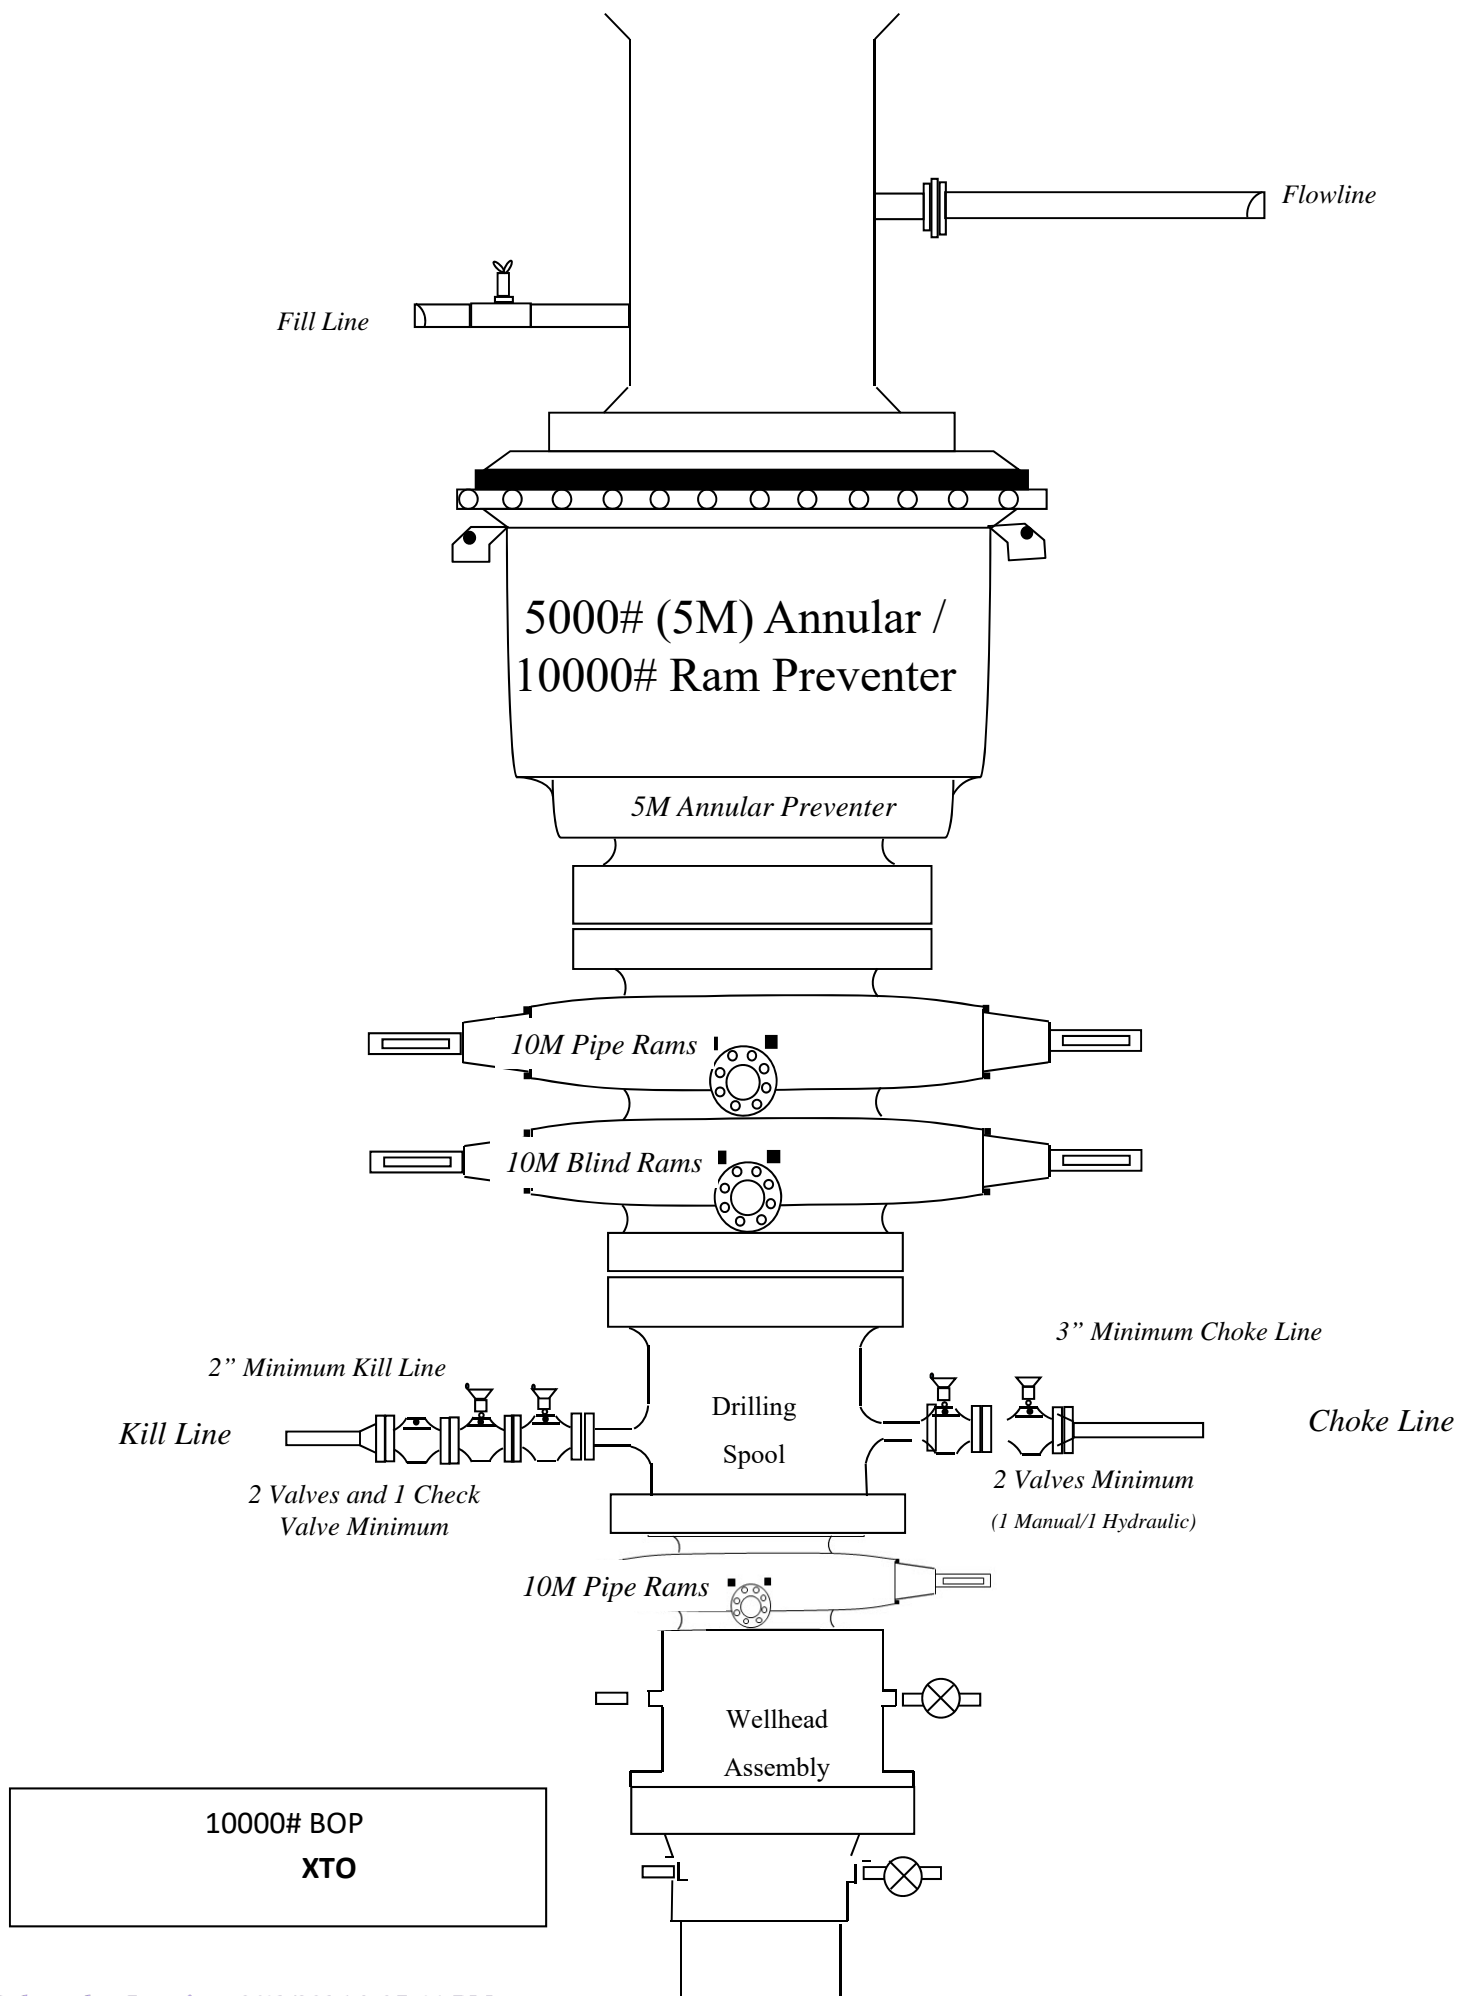 Flowline
Fill Line
5000# (5M) Annular /
10000# Ram Preventer
5M Annular Preventer
10M Pipe Rams
10M Blind Rams
3” Minimum Choke Line
2” Minimum Kill Line
Drilling
Spool
Kill Line
Choke Line
2 Valves and 1 Check
Valve Minimum
2 Valves Minimum
(1 Manual/1 Hydraulic)
10M Pipe Rams
Wellhead
Assembly
10000# BOP
XTO